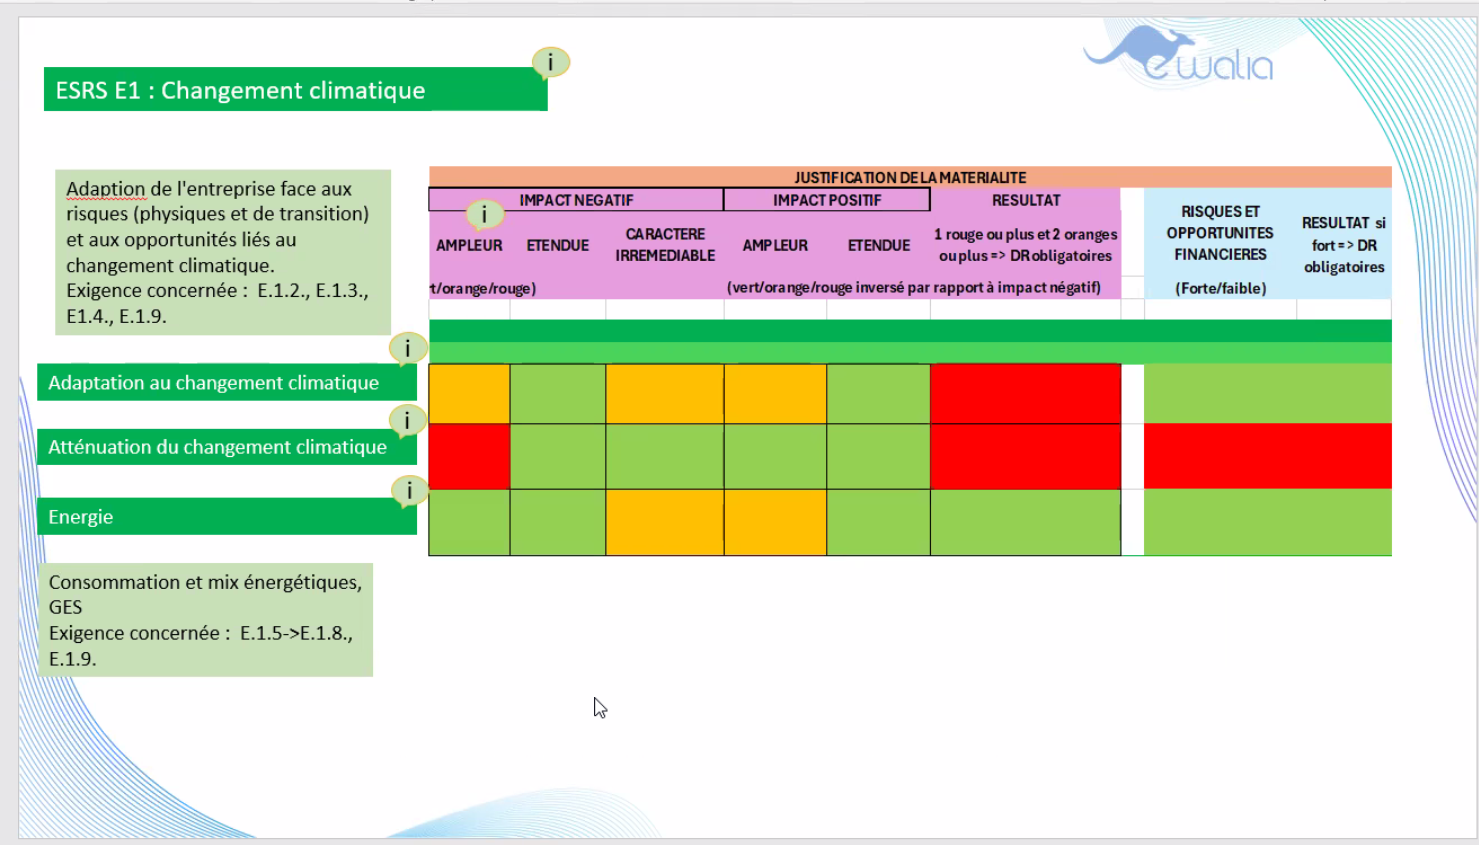 ESRS E1 : Changement climatique
i
ewalia
Adaption de l'entreprise face aux
risques (physiques et de transition)
et aux opportunités liés au
changement climatique.
Exigence concernée :  E.1.2., E.1.3.,
E1.4., E.1.9.
JUSTIFICATION DE LA MATERIALITE
IMPACT NEGATIF
IMPACT POSITIF
RESULTAT
i
AMPLEUR
ETENDUE
CARACTERE
IRREMEDIABLE
AMPLEUR
ETENDUE
1 rouge ou plus et 2 oranges
ou plus => DR obligatoires
t/orange/rouge)
(vert/orange/rouge inversé par rapport à impact négatif)
RISQUES ET
OPPORTUNITES
FINANCIERES
(Forte/faible)
RESULTAT si
fort => DR
obligatoires
i
Adaptation au changement climatique
i
Atténuation du changement climatique
i
Energie
Consommation et mix énergétiques,
GES
Exigence concernée :  E.1.5->E.1.8.,
E.1.9.